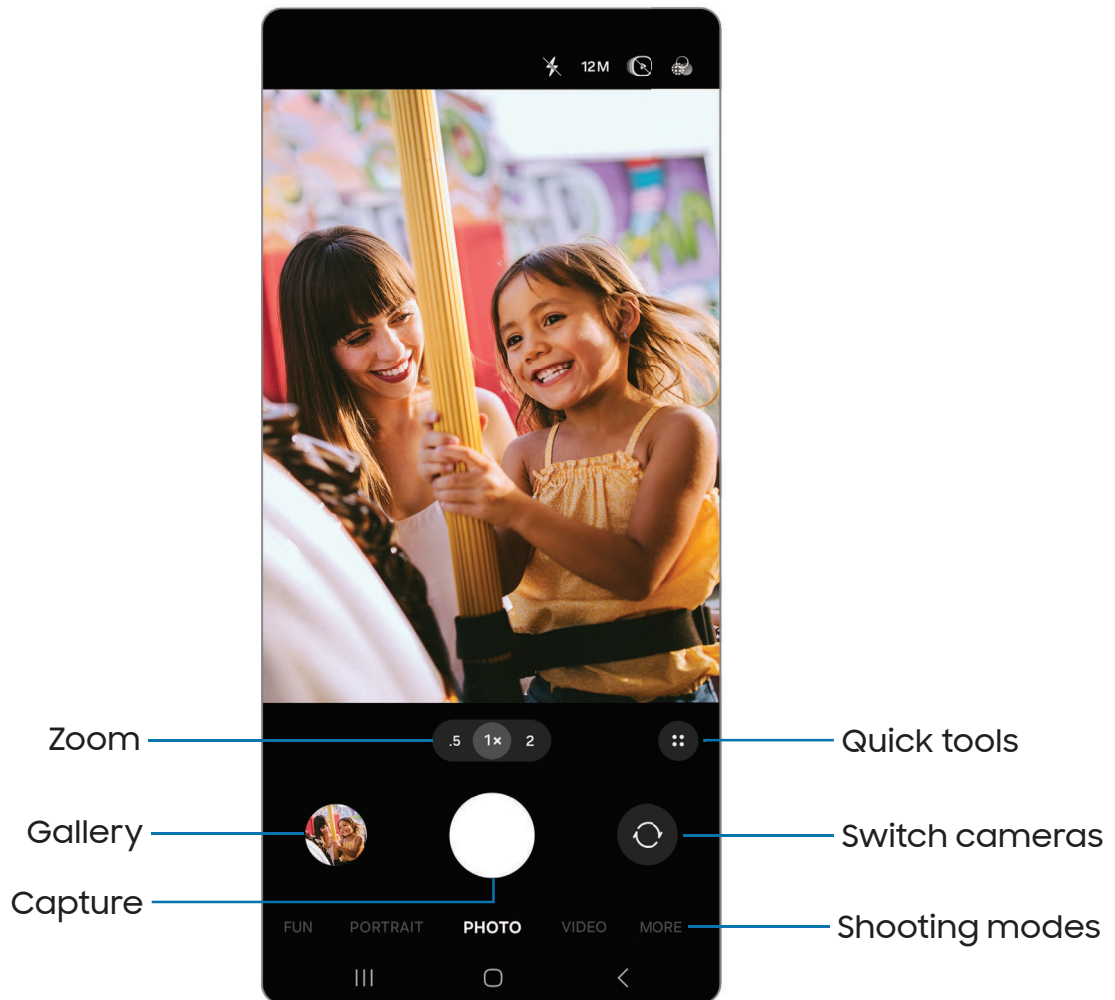 12M
Zoom
.5 1× 2
Quick tools
Gallery
Switch cameras
Capture
FUN PORTRAIT PHOTO VIDEO MORE
Shooting modes